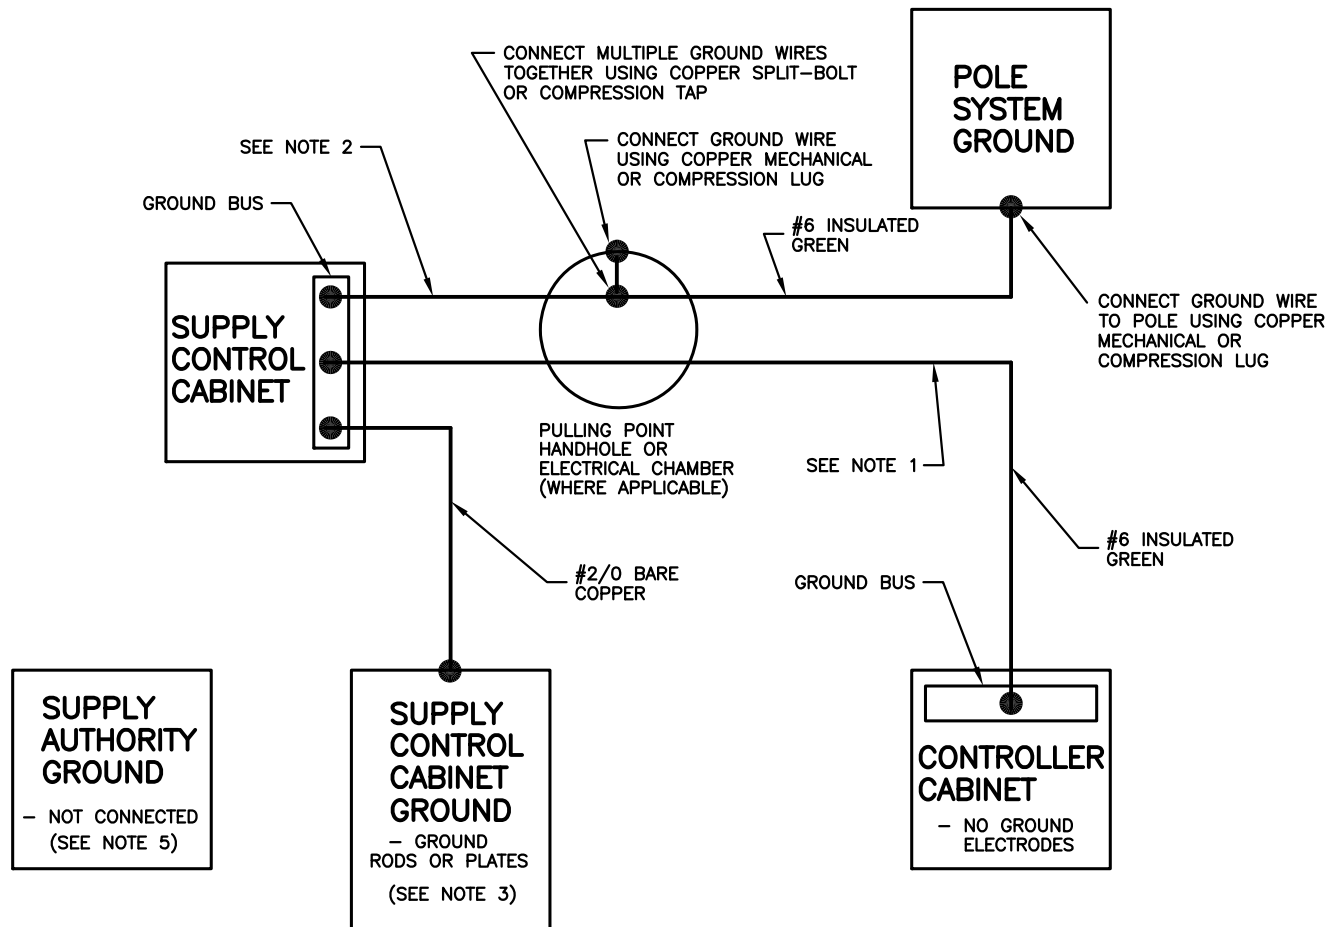 CONNECT MULTIPLE GROUND WIRES
TOGETHER USING COPPER SPLIT-BOLT
OR COMPRESSION TAP
POLE
SYSTEM
GROUND
SEE NOTE 2
CONNECT GROUND WIRE
USING COPPER MECHANICAL
OR COMPRESSION LUG
GROUND BUS
#6 INSULATED
GREEN
CONNECT GROUND WIRE
TO POLE USING COPPER
MECHANICAL OR
COMPRESSION LUG
SUPPLY
CONTROL
CABINET
PULLING POINT
HANDHOLE OR
ELECTRICAL CHAMBER
(WHERE APPLICABLE)
SEE NOTE 1
#6 INSULATED
GREEN
#2/0 BARE
COPPER
GROUND BUS
SUPPLY
AUTHORITY
GROUND
- NOT CONNECTED
(SEE NOTE 5)
SUPPLY
CONTROL
CABINET
GROUND
- GROUND
RODS OR PLATES
(SEE NOTE 3)
CONTROLLER
CABINET
- NO GROUND
ELECTRODES